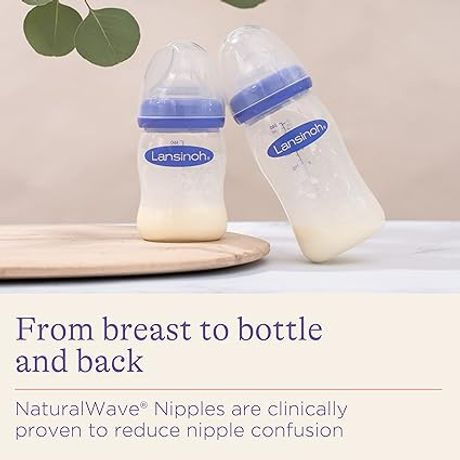 Lansinoh®
Lansinoh®
From breast to bottle
and back
NaturalWave® Nipples are clinically
proven to reduce nipple confusion